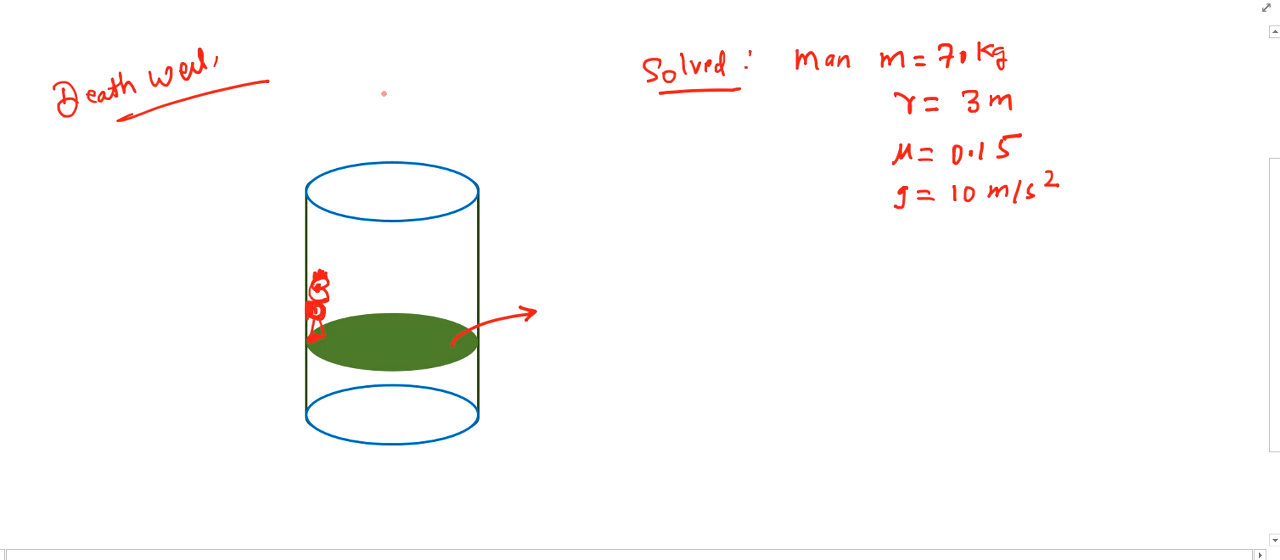 Death well,
Solved: man m = 70 kg
r = 3 m
μ = 0.15
g = 10 m/s²